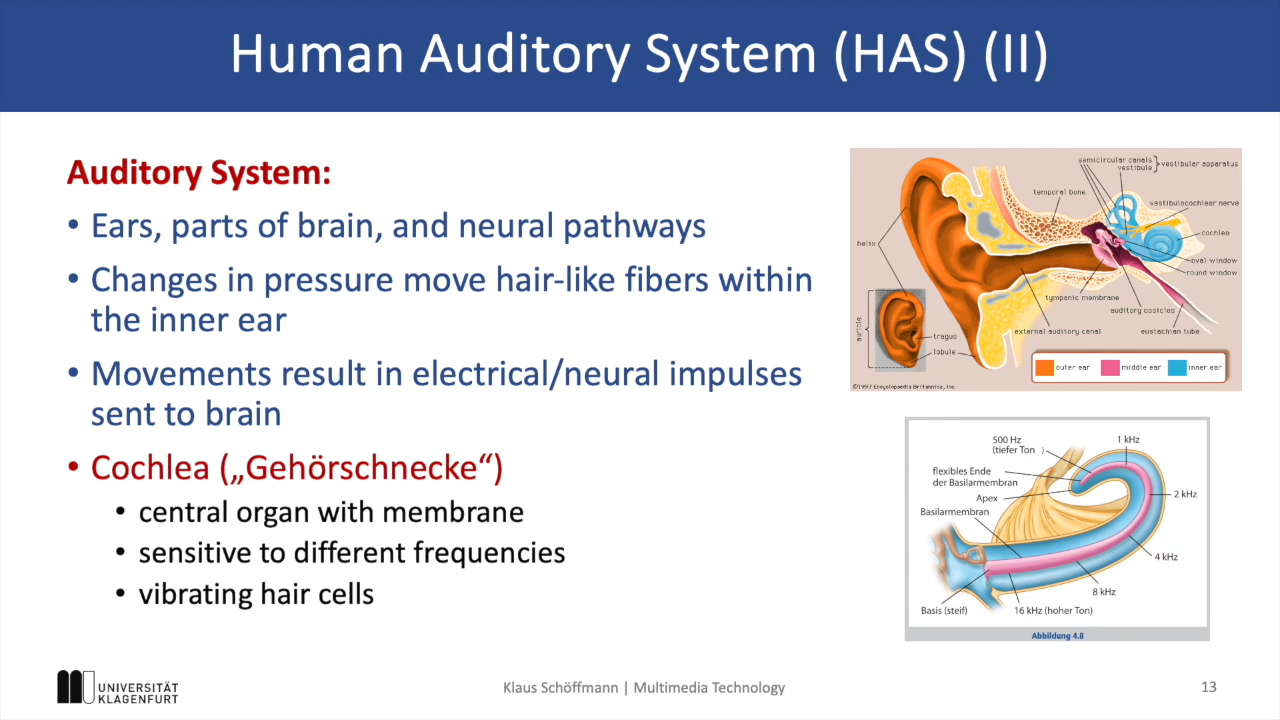 Human Auditory System (HAS) (II)
Auditory System:
• Ears, parts of brain, and neural pathways
• Changes in pressure move hair-like fibers within
the inner ear
• Movements result in electrical/neural impulses
sent to brain
• Cochlea („Gehörschnecke“)
• central organ with membrane
• sensitive to different frequencies
• vibrating hair cells
semicircular canals
vestibule
vestibular apparatus
temporal bone
vestibulocochlear nerve
helix
cochlea
oval window
round window
tympanic membrane
auditory ossicles
external auditory canal
eustachian tube
auricle
tragus
lobule
outer ear
middle ear
inner ear
©1997 Encyclopaedia Britannica, Inc.
500 Hz
(tiefer Ton
1 kHz
flexibles Ende
der Basilarmembran
Apex
2 kHz
Basilarmembran
4 kHz
8 kHz
Basis (steif)
16 kHz (hoher Ton)
Abbildung 4.8
UNIVERSITÄT
KLAGENFURT
Klaus Schöffmann | Multimedia Technology
13